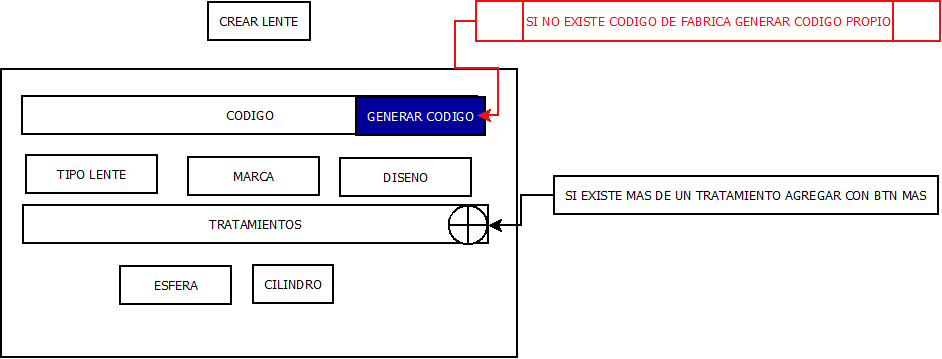 CREAR LENTE
SI NO EXISTE CODIGO DE FABRICA GENERAR CODIGO PROPIO
CODIGO
GENERAR CODIGO
TIPO LENTE
MARCA
DISENO
SI EXISTE MAS DE UN TRATAMIENTO AGREGAR CON BTN MAS
TRATAMIENTOS
ESFERA
CILINDRO